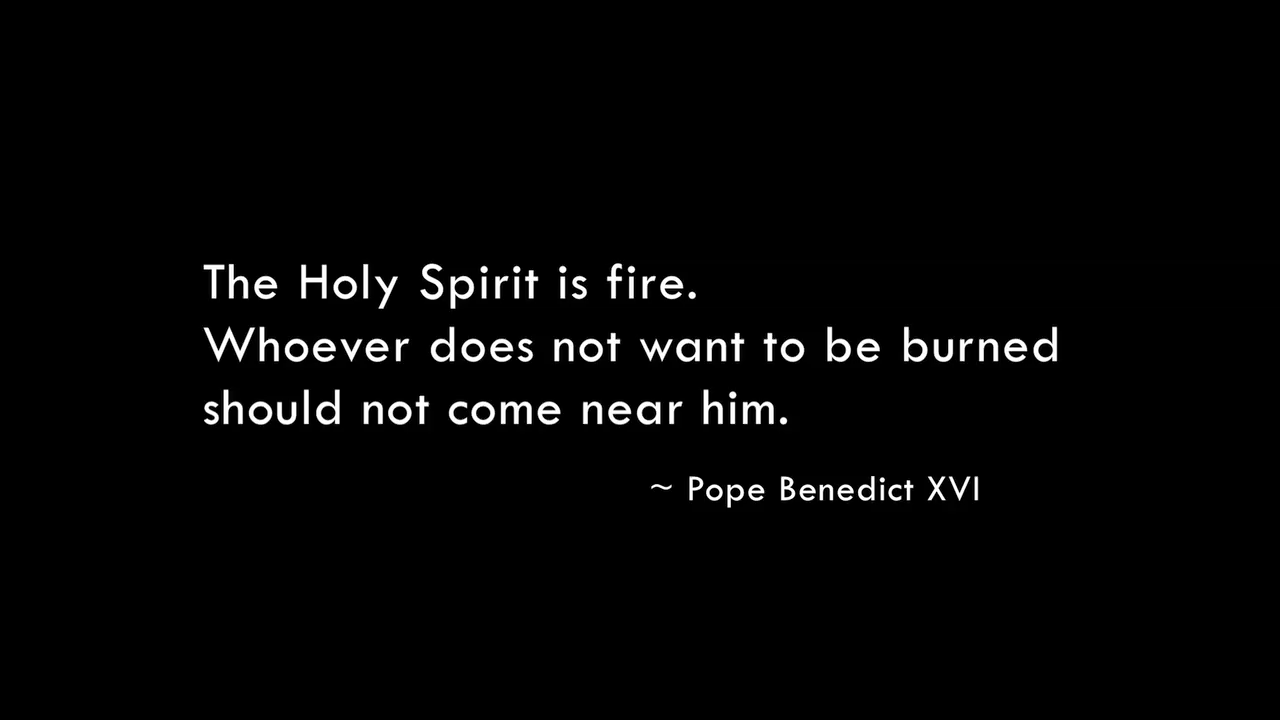 The Holy Spirit is fire.
Whoever does not want to be burned
should not come near him.
~ Pope Benedict XVI